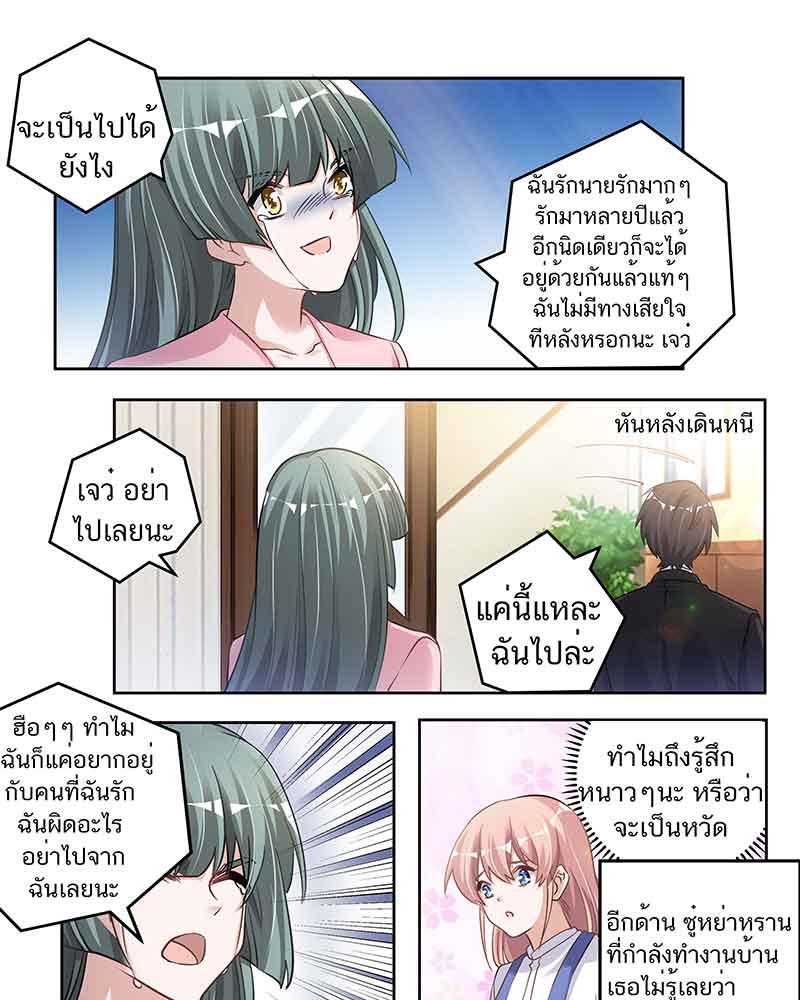 จะเป็นไปได้
ยังไง
ฉันรักนายรักมากๆ
รักมาหลายปีแล้ว
อีกนิดเดียวก็จะได้
อยู่ด้วยกันแล้วแท้ๆ
ฉันไม่มีทางเสียใจ
ทีหลังหรอกนะ เจว๋
หันหลังเดินหนี
เจว๋ อย่า
ไปเลยนะ
แค่นี้แหละ
ฉันไปล่ะ
ฮือๆๆ ทำไม
ฉันก็แค่อยากอยู่
กับคนที่ฉันรัก
ฉันผิดอะไร
อย่าไปจาก
ฉันเลยนะ
ทำไมถึงรู้สึก
หนาวๆนะ หรือว่า
จะเป็นหวัด
อีกด้าน ซู๋หย่าหราน
ที่กำลังทำงานบ้าน
เธอไม่รู้เลยว่า